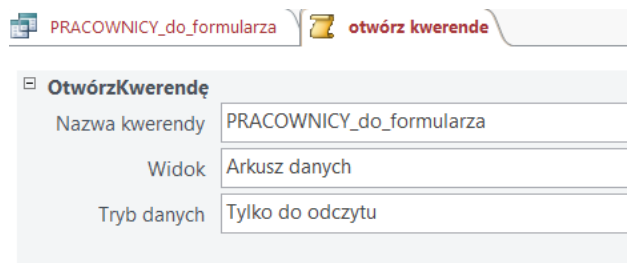 PRACOWNICY_do_formularza otwórz kwerende
OtwórzKwerendę
Nazwa kwerendy PRACOWNICY_do_formularza
Widok Arkusz danych
Tryb danych Tylko do odczytu